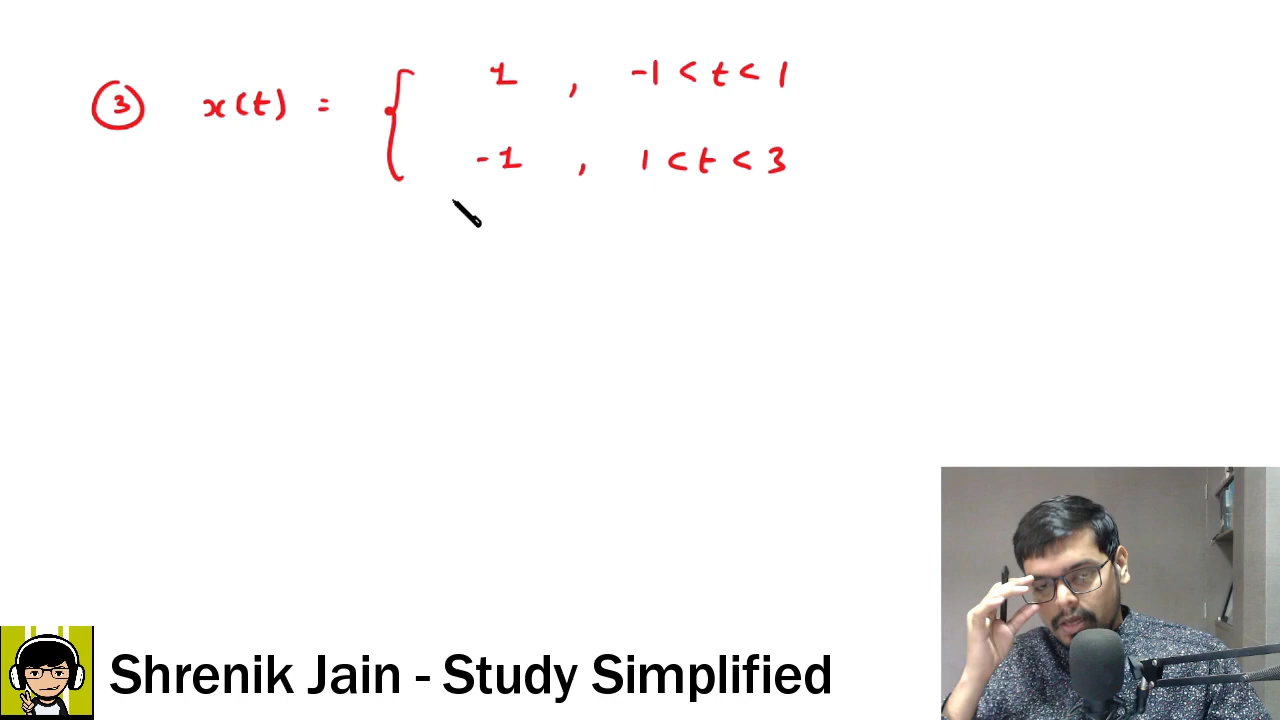 ③ x(t) = { 1 , -1 < t < 1
-1 , 1 < t < 3
Shrenik Jain - Study Simplified